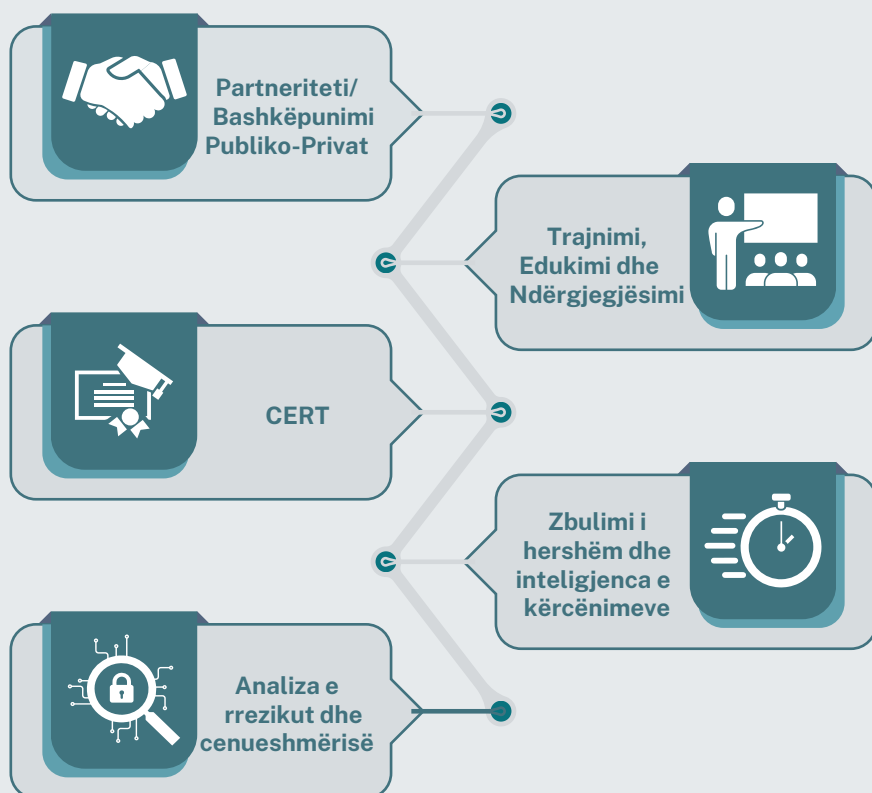 Partneriteti/
Bashkëpunimi
Publiko-Privat
Trajnimi,
Edukimi dhe
Ndërgjegjësimi
CERT
Zbulimi i
hershëm dhe
inteligjenca e
kërcënimeve
Analiza e
rrezikut dhe
cenueshmërisë